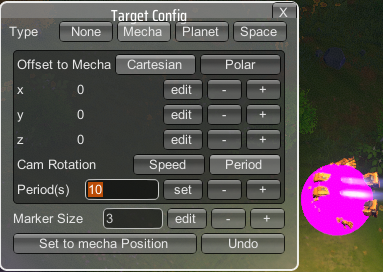 Target Config X
Type None Mecha Planet Space
Offset to Mecha Cartesian Polar
x 0 edit - +
y 0 edit - +
z 0 edit - +
Cam Rotation Speed Period
Period(s) 10 set - +
Marker Size 3 edit - +
Set to mecha Position Undo